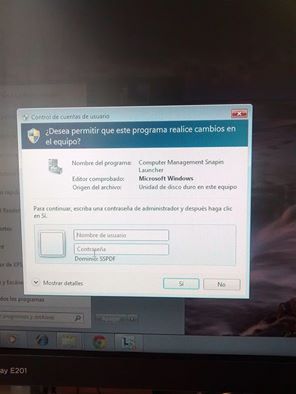 Control de cuentas de usuario
¿Desea permitir que este programa realice cambios en
el equipo?
Nombre del programa: Computer Management Snapin
Launcher
Editor comprobado: Microsoft Windows
Origen del archivo: Unidad de disco duro en este equipo
Para continuar, escriba una contraseña de administrador y después haga clic
en Sí.
Nombre de usuario
Contraseña
Dominio: SSPDF
Mostrar detalles
Sí
No
los programas
programas y archivos
ay E201